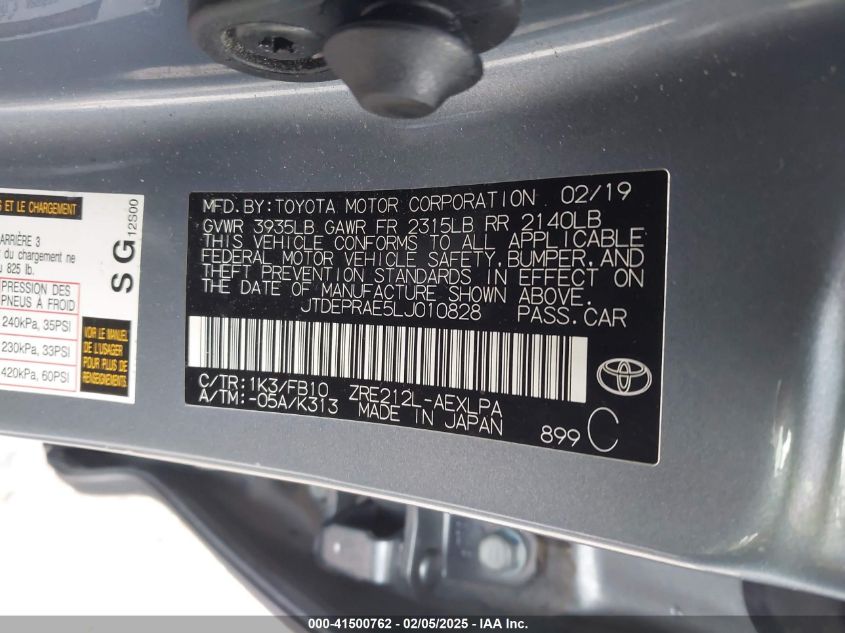 MFD. BY: TOYOTA MOTOR CORPORATION 02/19
GVWR 3935LB GAWR FR 2315LB RR 2140LB
THIS VEHICLE CONFORMS TO ALL APPLICABLE
FEDERAL MOTOR VEHICLE SAFETY, BUMPER, AND
THEFT PREVENTION STANDARDS IN EFFECT ON
THE DATE OF MANUFACTURE SHOWN ABOVE.
JTDEPRAE5LJ010828 PASS.CAR
C/TR: 1K3/FB10 ZRE212L-AEXLPA
A/TM: -05A/K313 MADE IN JAPAN
899 C
ET LE CHARGEMENT
ARRIÈRE 3
du chargement ne
825 lb.
PRESSION DES
PNEUS À FROID
240kPa, 35PSI
230kPa, 33PSI
420kPa, 60PSI
VOIR LE MANUEL
DE L'USAGER
POUR PLUS DE
RENSEIGNEMENTS
SG 12S00
000-41500762 - 02/05/2025 - Copyright © 2025 IAA, Inc.